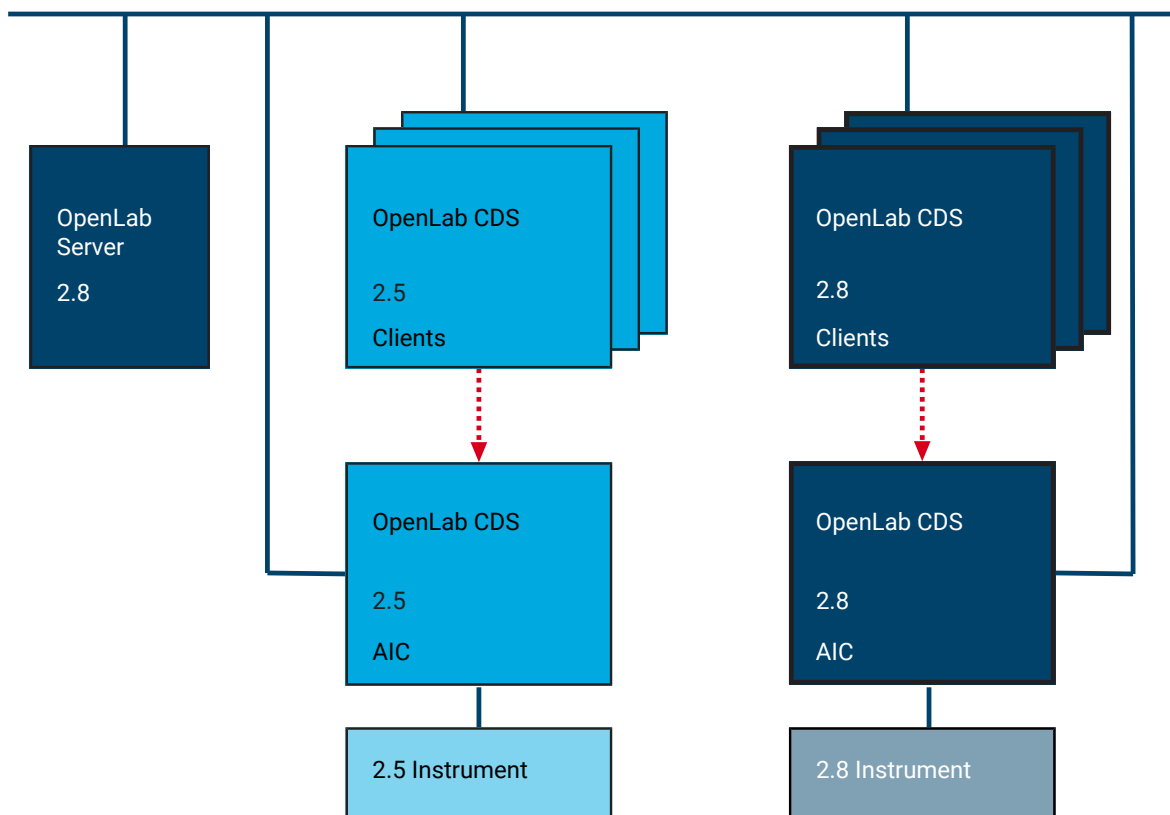 OpenLab
Server
2.8
OpenLab CDS
2.5
Clients
OpenLab CDS
2.8
Clients
OpenLab CDS
2.5
AIC
OpenLab CDS
2.8
AIC
2.5 Instrument
2.8 Instrument